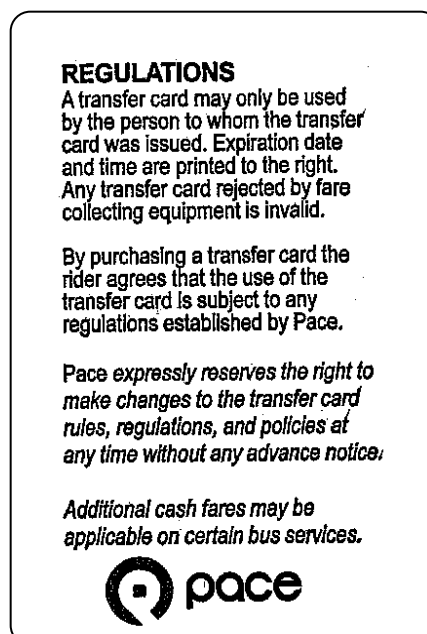 REGULATIONS
A transfer card may only be used
by the person to whom the transfer
card was issued. Expiration date
and time are printed to the right.
Any transfer card rejected by fare
collecting equipment is invalid.
By purchasing a transfer card the
rider agrees that the use of the
transfer card is subject to any
regulations established by Pace.
Pace expressly reserves the right to
make changes to the transfer card
rules, regulations, and policies at
any time without any advance notice.
Additional cash fares may be
applicable on certain bus services.
pace